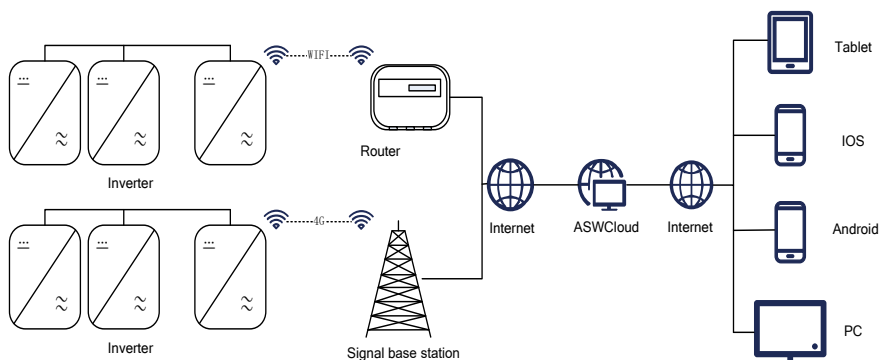 WIFI
Tablet
Router
IOS
Inverter
4G
Internet
ASWCloud
Internet
Android
Inverter
Signal base station
PC